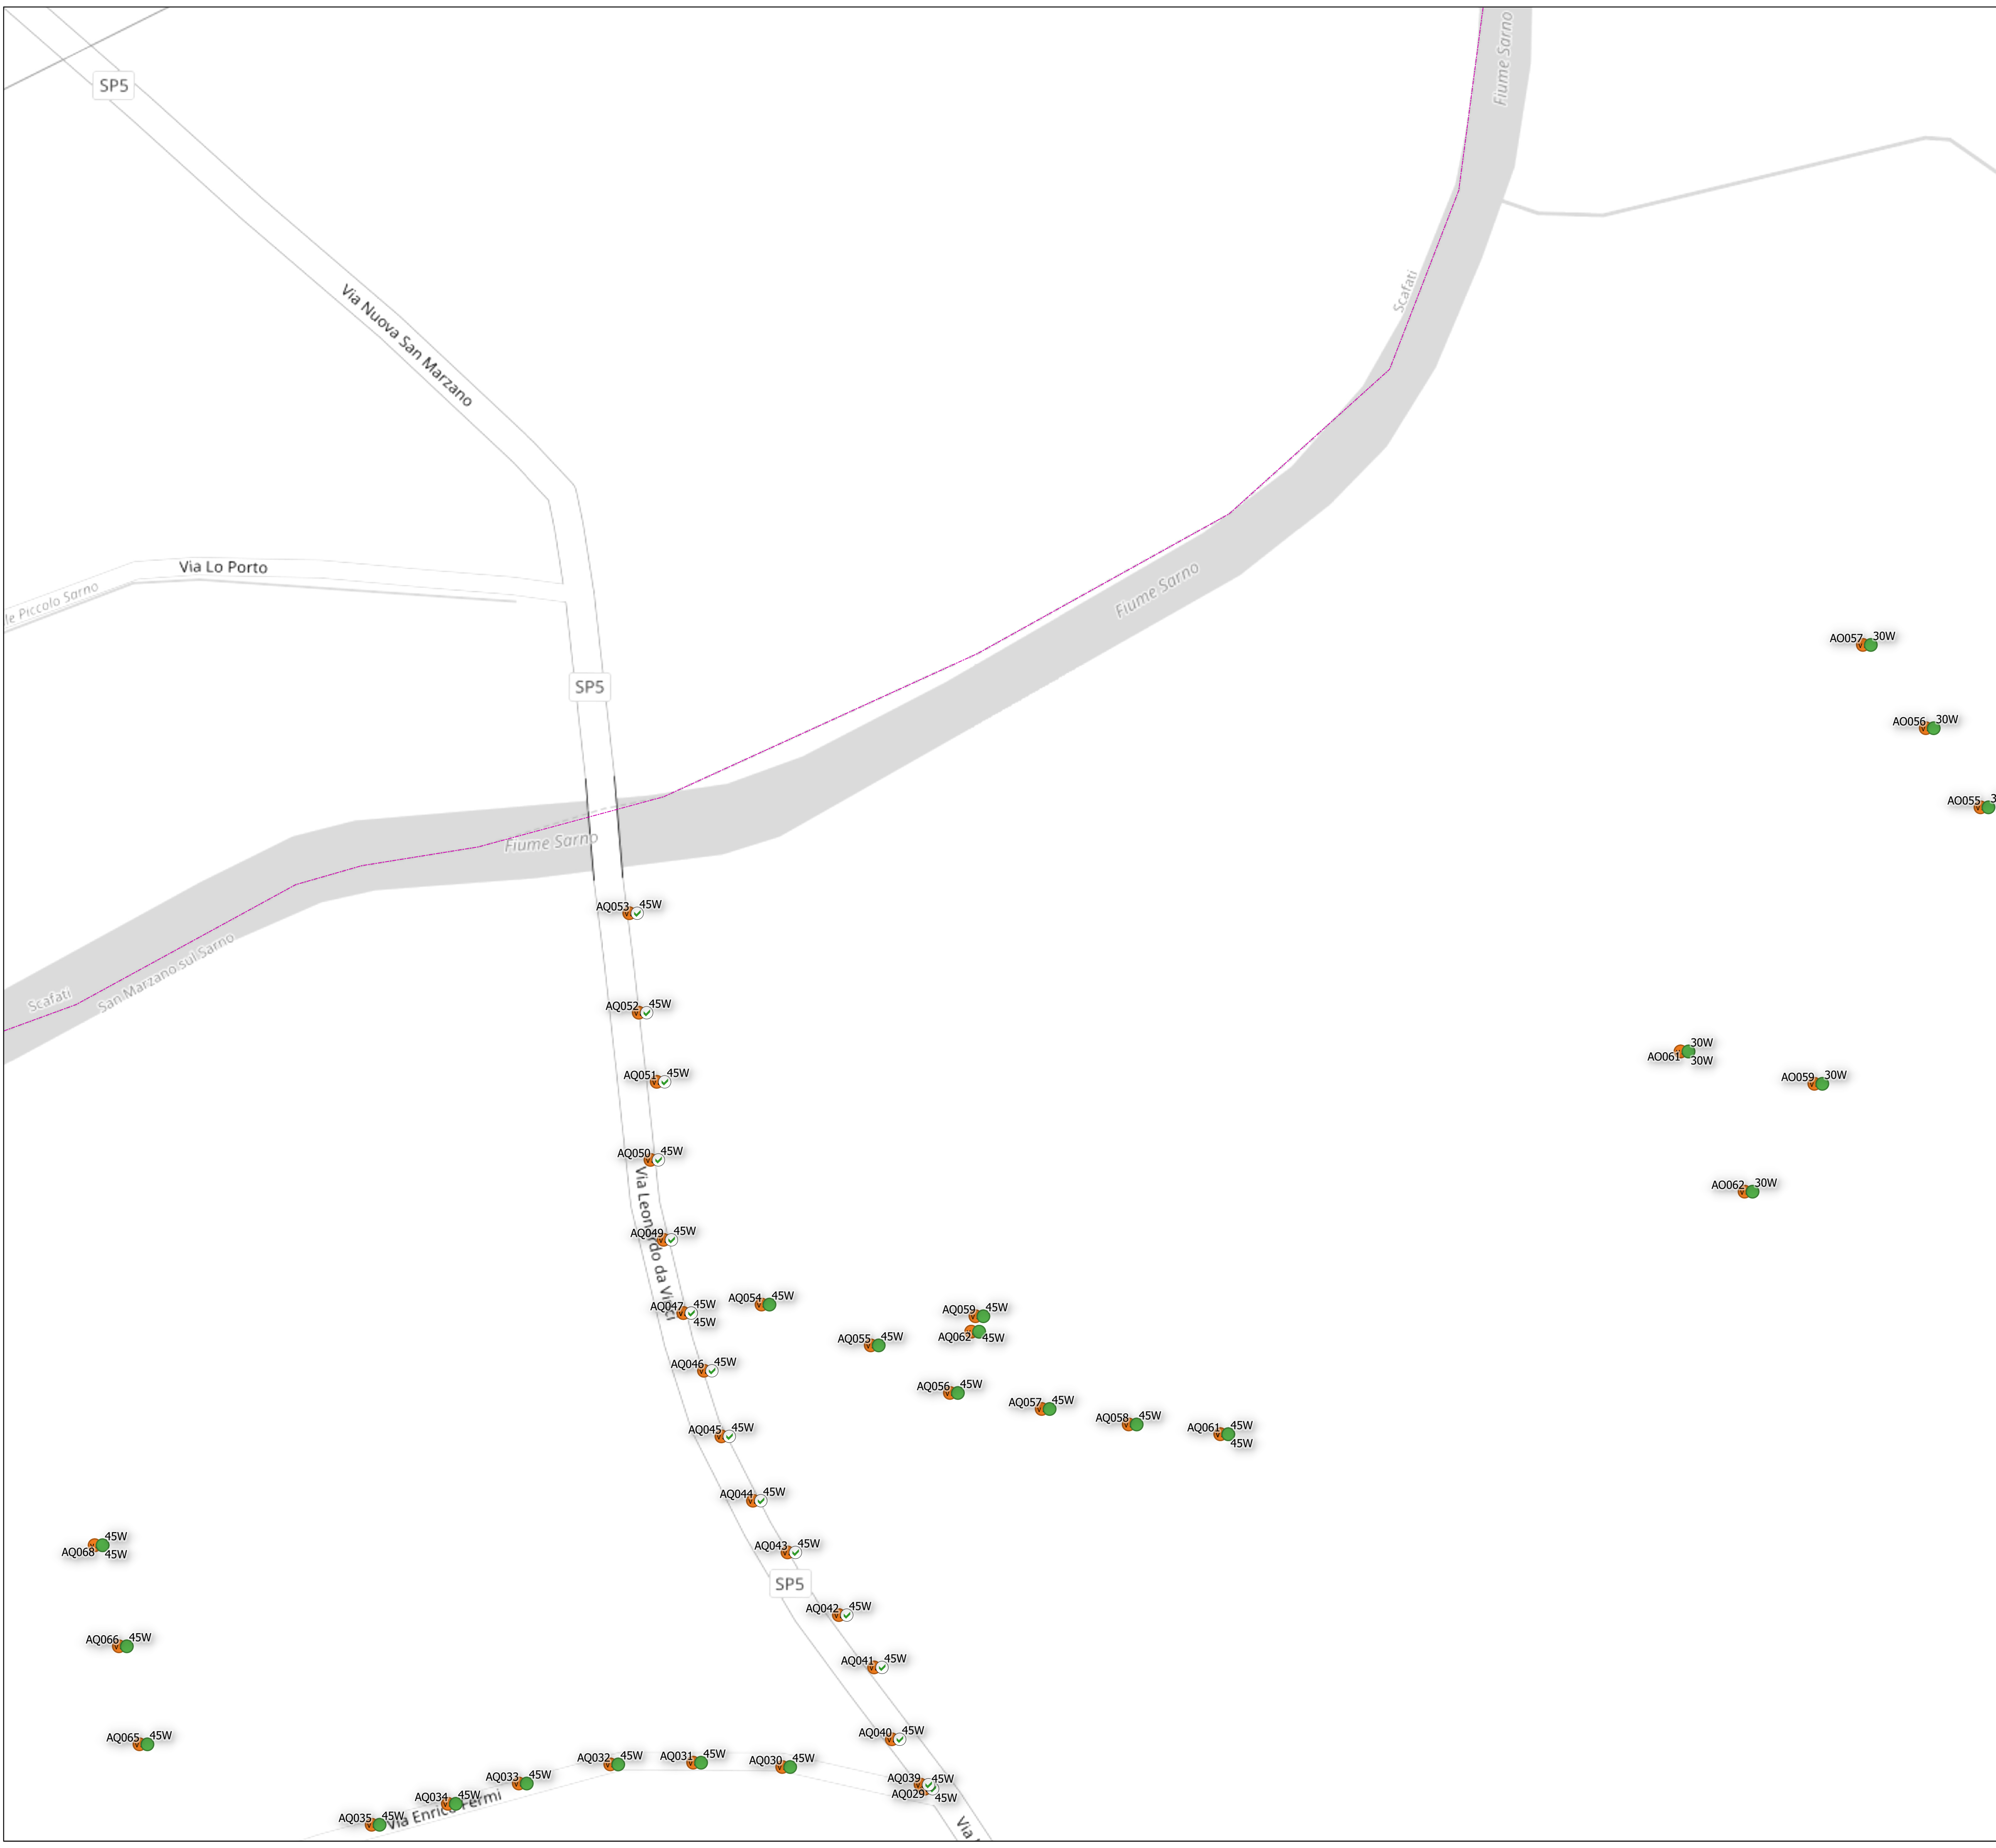 Fiume Sarno
SP5
Scafati
Via Nuova San Marzano
Via Lo Porto
Piccolo Sarno
Fiume Sarno
AO057 30W
SP5
AO056 30W
AO055
Fiume Sarno
AQ053 45W
San Marzano sul Sarno
Scafati
AQ052 45W
AO061 30W
30W
AQ051 45W
AO059 30W
AQ050 45W
AO062 30W
Via Leonardo da Vinci
AQ049 45W
AQ054 45W
AQ047 45W
45W
AQ059 45W
AQ062 45W
AQ055 45W
AQ046 45W
AQ056 45W
AQ057 45W
AQ058 45W
AQ061 45W
45W
AQ045 45W
AQ044 45W
AQ068 45W
45W
AQ043 45W
SP5
AQ042 45W
AQ066 45W
AQ041 45W
AQ040 45W
AQ065 45W
AQ032 45W
AQ031 45W
AQ030 45W
AQ033 45W
AQ039 45W
AQ029 45W
AQ034 45W
Via Enrico Fermi
AQ035 45W
Via